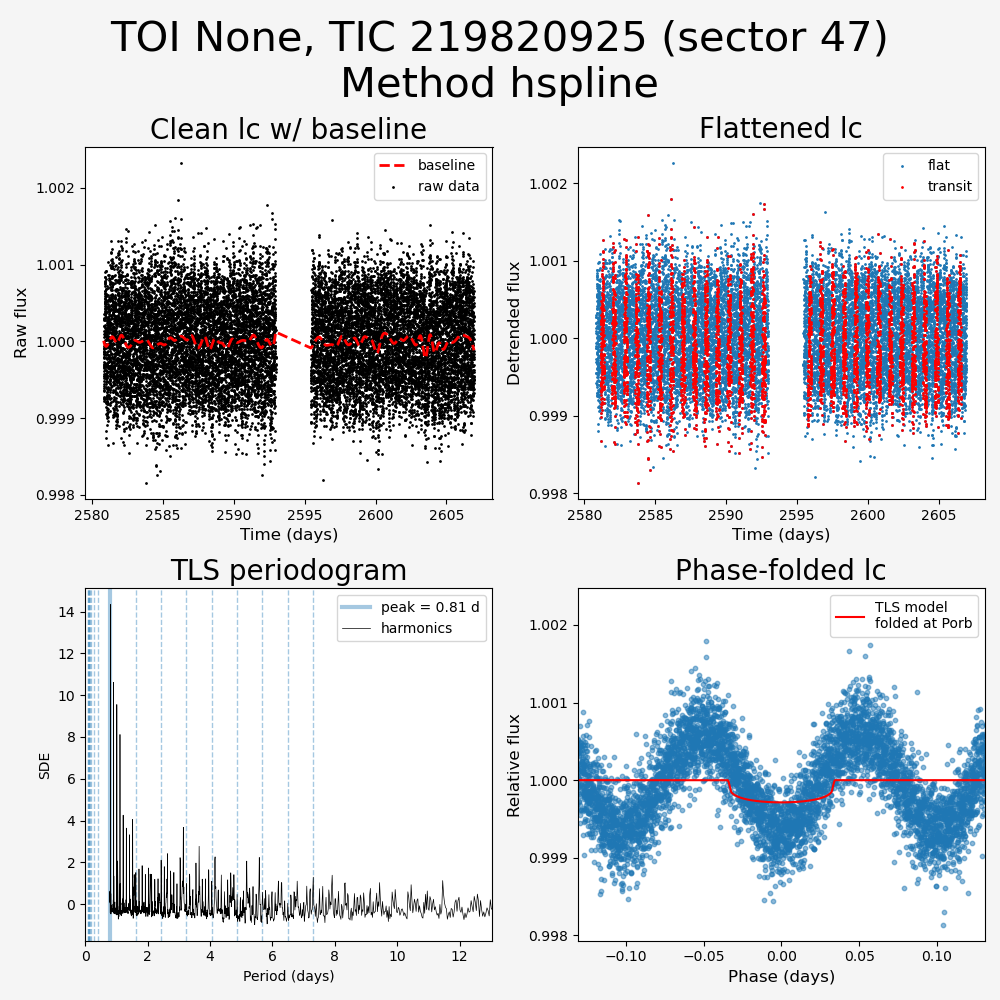 TOI None, TIC 219820925 (sector 47)
Method hspline
Clean lc w/ baseline
Flattened lc
baseline
raw data
flat
transit
1.002
1.001
1.000
0.999
0.998
Raw flux
2580
2585
2590
2595
2600
2605
Time (days)
1.002
1.001
1.000
0.999
0.998
Detrended flux
2580
2585
2590
2595
2600
2605
Time (days)
TLS periodogram
Phase-folded lc
peak = 0.81 d
harmonics
14
12
10
8
6
4
2
0
SDE
0
2
4
6
8
10
12
Period (days)
TLS model
folded at Porb
1.002
1.001
1.000
0.999
0.998
Relative flux
−0.10
−0.05
0.00
0.05
0.10
Phase (days)